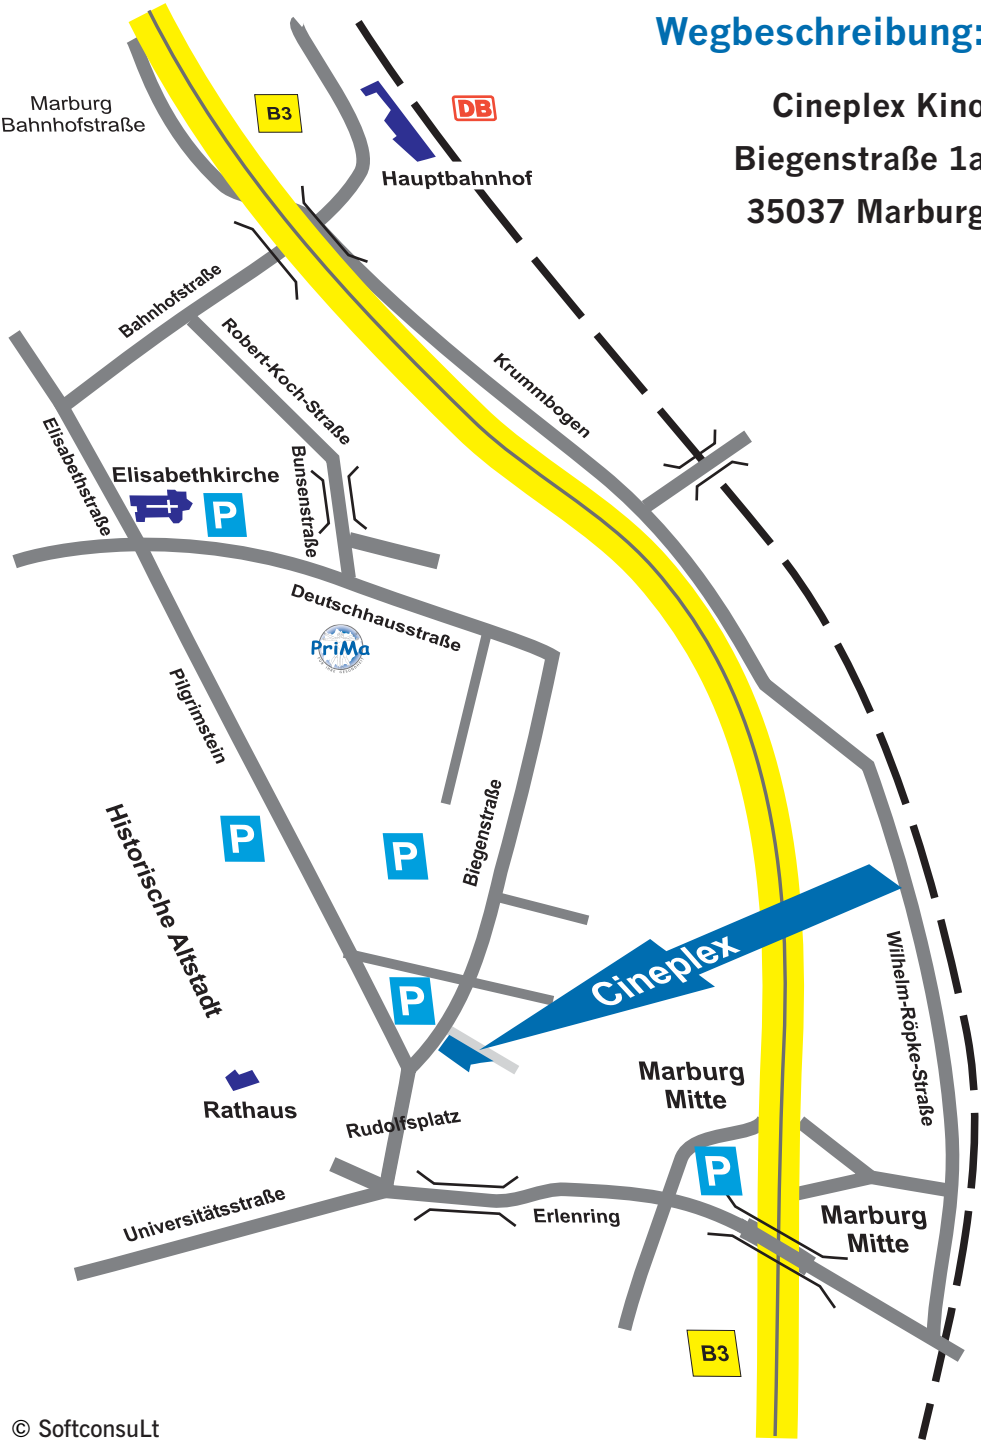 Wegbeschreibung:
Cineplex Kino
Biegenstraße 1a
35037 Marburg
Marburg
Bahnhofstraße
B3
DB
Hauptbahnhof
Bahnhofstraße
Robert-Koch-Straße
Krummbogen
Elisabethstraße
Elisabethkirche
P
Bunsenstraße
Deutschhausstraße
PriMa
Pilgrimstein
Historische Altstadt
P
P
Biegenstraße
Cineplex
P
Wilhelm-Röpke-Straße
Marburg
Mitte
Rathaus
Rudolfsplatz
P
Universitätsstraße
Erlenring
Marburg
Mitte
B3
© SoftconsuLt